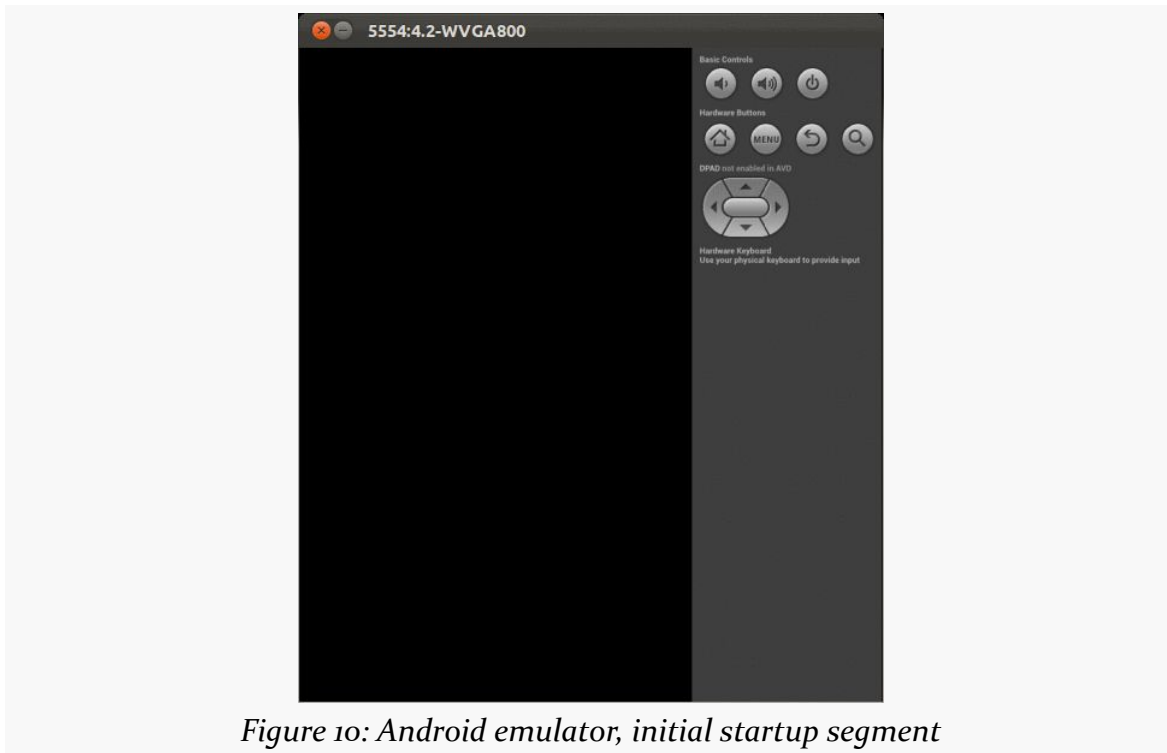 5554:4.2-WVGA800
Basic Controls
Hardware Buttons
MENU
DPAD not enabled in AVD
Hardware Keyboard
Use your physical keyboard to provide input
Figure 10: Android emulator, initial startup segment